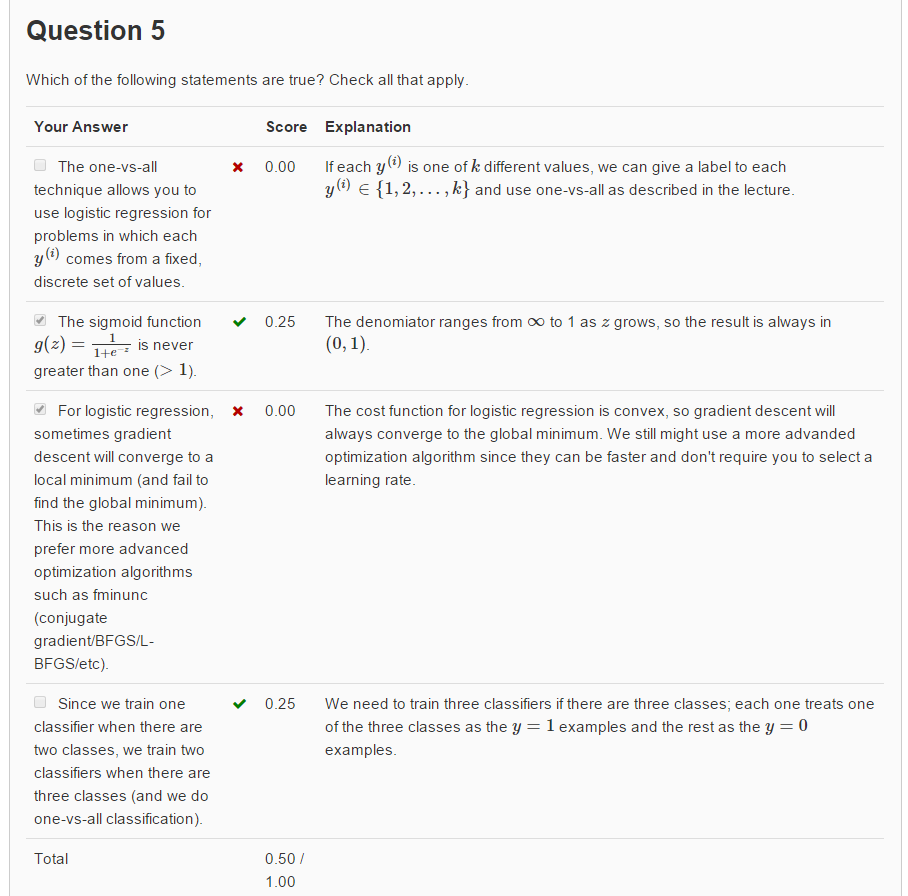 Question 5
Which of the following statements are true? Check all that apply.
Your Answer Score Explanation
The one-vs-all
technique allows you to
use logistic regression for
problems in which each
y^(i) comes from a fixed,
discrete set of values.
0.00
If each y^(i) is one of k different values, we can give a label to each
y^(i) ∈ {1, 2, . . . , k} and use one-vs-all as described in the lecture.
The sigmoid function
g(z) = 1/(1+e^−z) is never
greater than one (> 1).
0.25
The denomiator ranges from ∞ to 1 as z grows, so the result is always in
(0, 1).
For logistic regression,
sometimes gradient
descent will converge to a
local minimum (and fail to
find the global minimum).
This is the reason we
prefer more advanced
optimization algorithms
such as fminunc
(conjugate
gradient/BFGS/L-
BFGS/etc).
0.00
The cost function for logistic regression is convex, so gradient descent will
always converge to the global minimum. We still might use a more advanded
optimization algorithm since they can be faster and don't require you to select a
learning rate.
Since we train one
classifier when there are
two classes, we train two
classifiers when there are
three classes (and we do
one-vs-all classification).
0.25
We need to train three classifiers if there are three classes; each one treats one
of the three classes as the y = 1 examples and the rest as the y = 0
examples.
Total
0.50 /
1.00